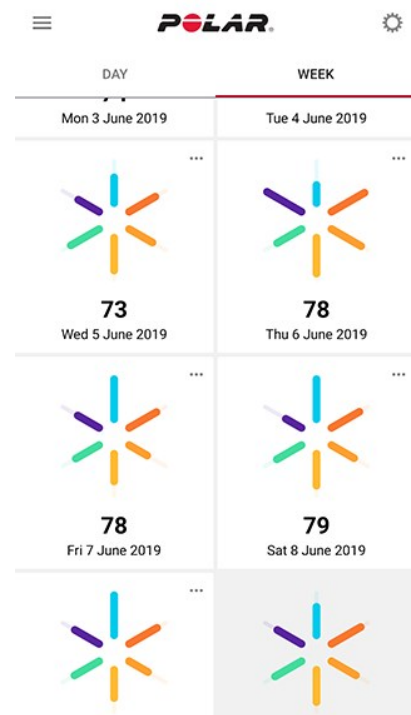 POLAR.
DAY WEEK
Mon 3 June 2019 Tue 4 June 2019
73 78
Wed 5 June 2019 Thu 6 June 2019
78 79
Fri 7 June 2019 Sat 8 June 2019